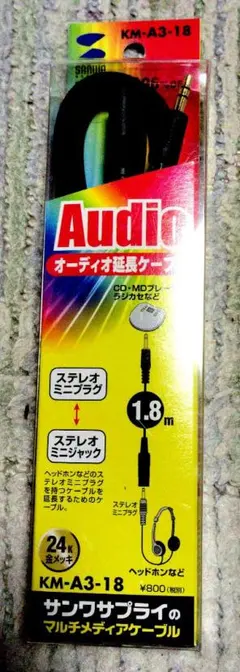 KM-A3-18
SANWA
Audio
オーディオ延長ケーブ
CD・MDプレー
ラジカセなど
ステレオ
ミニプラグ
1.8m
ステレオ
ミニジャック
ヘッドホンなどのス
テレオミニプラグ
を持つケーブルを
延長するためのケ
ーブル。
ステレオ
ミニプラグ
24K
金メッキ
ヘッドホンなど
KM-A3-18
¥800(税別)
サンワサプライの
マルチメディアケーブル